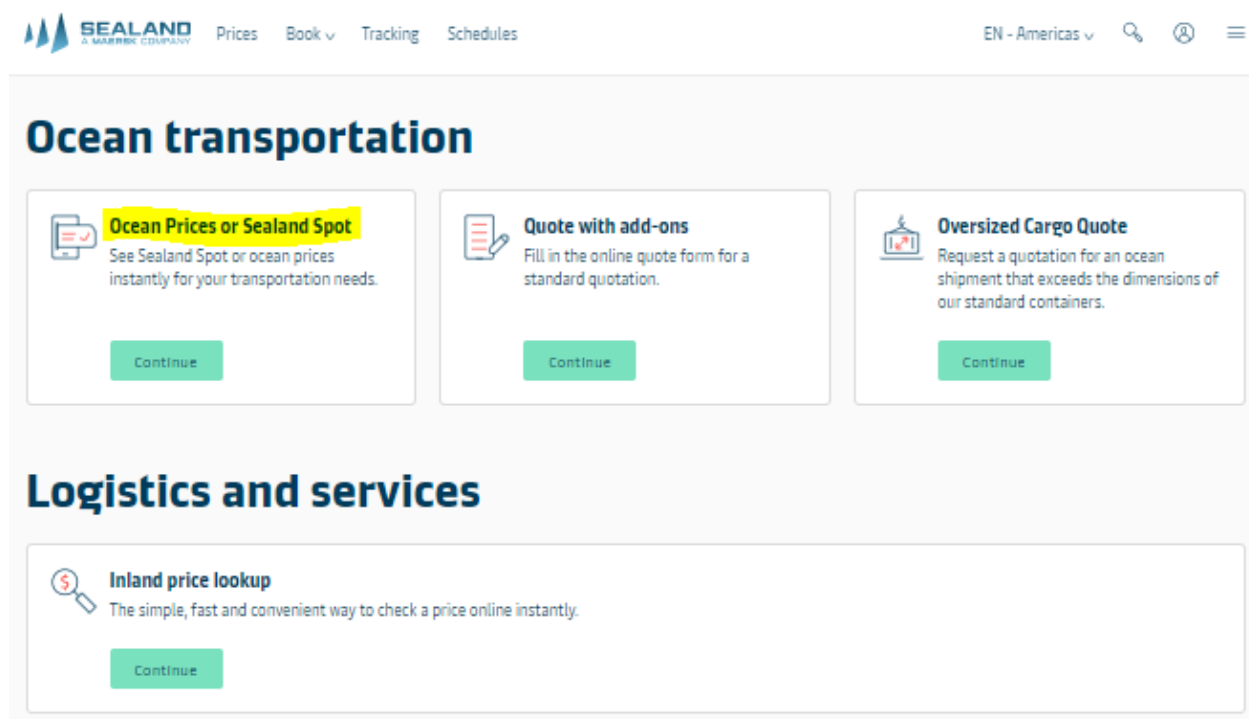 SEALAND
A MAERSK COMPANY
Prices Book Tracking Schedules EN - Americas
Ocean transportation
Ocean Prices or Sealand Spot
See Sealand Spot or ocean prices
instantly for your transportation needs.
Continue
Quote with add-ons
Fill in the online quote form for a
standard quotation.
Continue
Oversized Cargo Quote
Request a quotation for an ocean
shipment that exceeds the dimensions of
our standard containers.
Continue
Logistics and services
Inland price lookup
The simple, fast and convenient way to check a price online instantly.
Continue